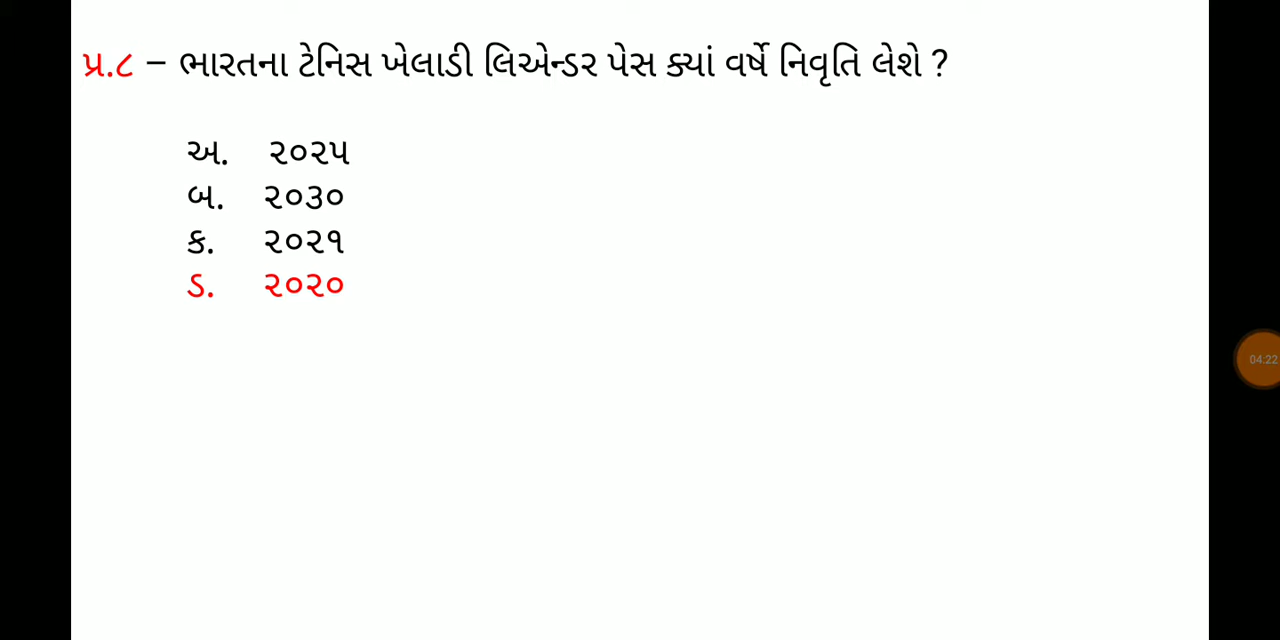 પ્ર.૮ – ભારતના ટેનિસ ખેલાડી લિએન્ડર પેસ ક્યાં વર્ષે નિવૃતિ લેશે ?
અ. ૨૦૨૫
બ. ૨૦૩૦
ક. ૨૦૨૧
ડ. ૨૦૨૦
04:22